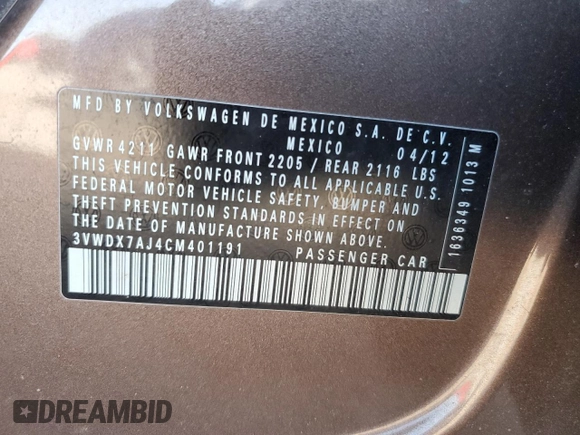 MFD BY VOLKSWAGEN DE MEXICO S.A. DE C.V.
MEXICO 04/12
GVWR 4211 GAWR FRONT 2205 / REAR 2116 LBS
THIS VEHICLE CONFORMS TO ALL APPLICABLE U.S.
FEDERAL MOTOR VEHICLE SAFETY, BUMPER AND
THEFT PREVENTION STANDARDS IN EFFECT ON
THE DATE OF MANUFACTURE SHOWN ABOVE.
3VWDX7AJ4CM401191 PASSENGER CAR
1636349 1013 M
DREAMBID